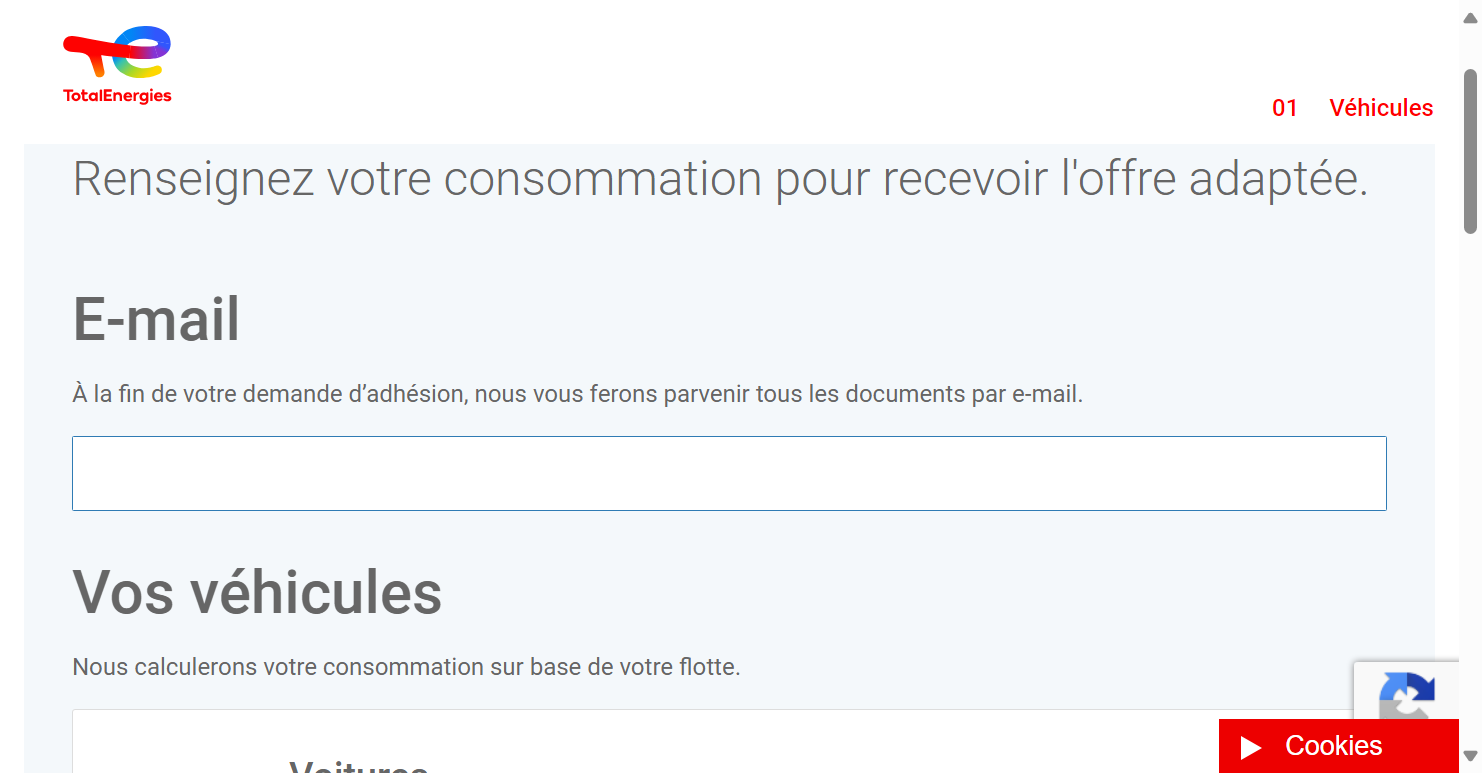 TotalEnergies
01 Véhicules
Renseignez votre consommation pour recevoir l'offre adaptée.
E-mail
À la fin de votre demande d’adhésion, nous vous ferons parvenir tous les documents par e-mail.
Vos véhicules
Nous calculerons votre consommation sur base de votre flotte.
Voitures
Cookies